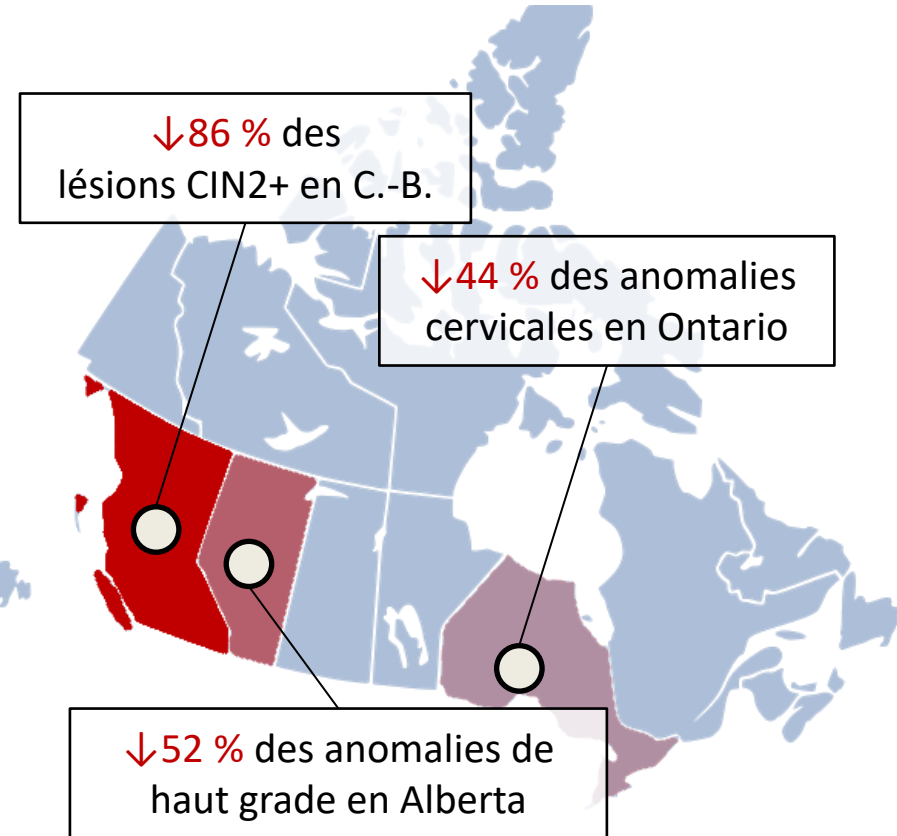 ↓86 % des
lésions CIN2+ en C.-B.
↓44 % des anomalies
cervicales en Ontario
↓52 % des anomalies de
haut grade en Alberta